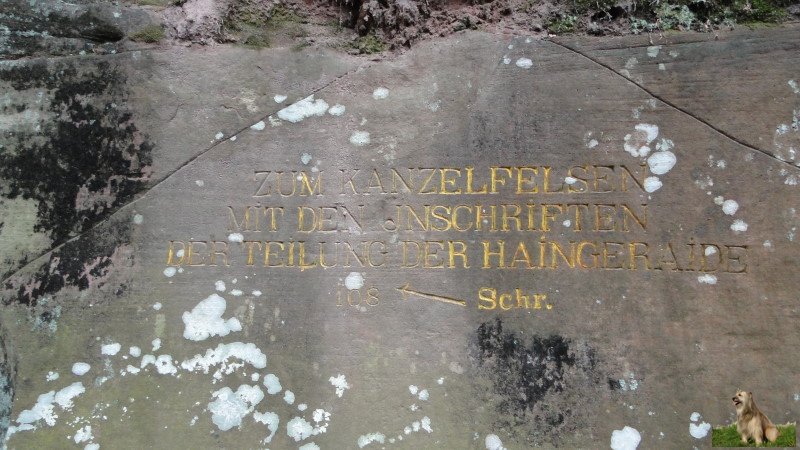 ZUM KANZELFELSEN
MIT DEN JNSCHRIFTEN
DER TEILUNG DER HAINGERAIDE
108 ← Schr.